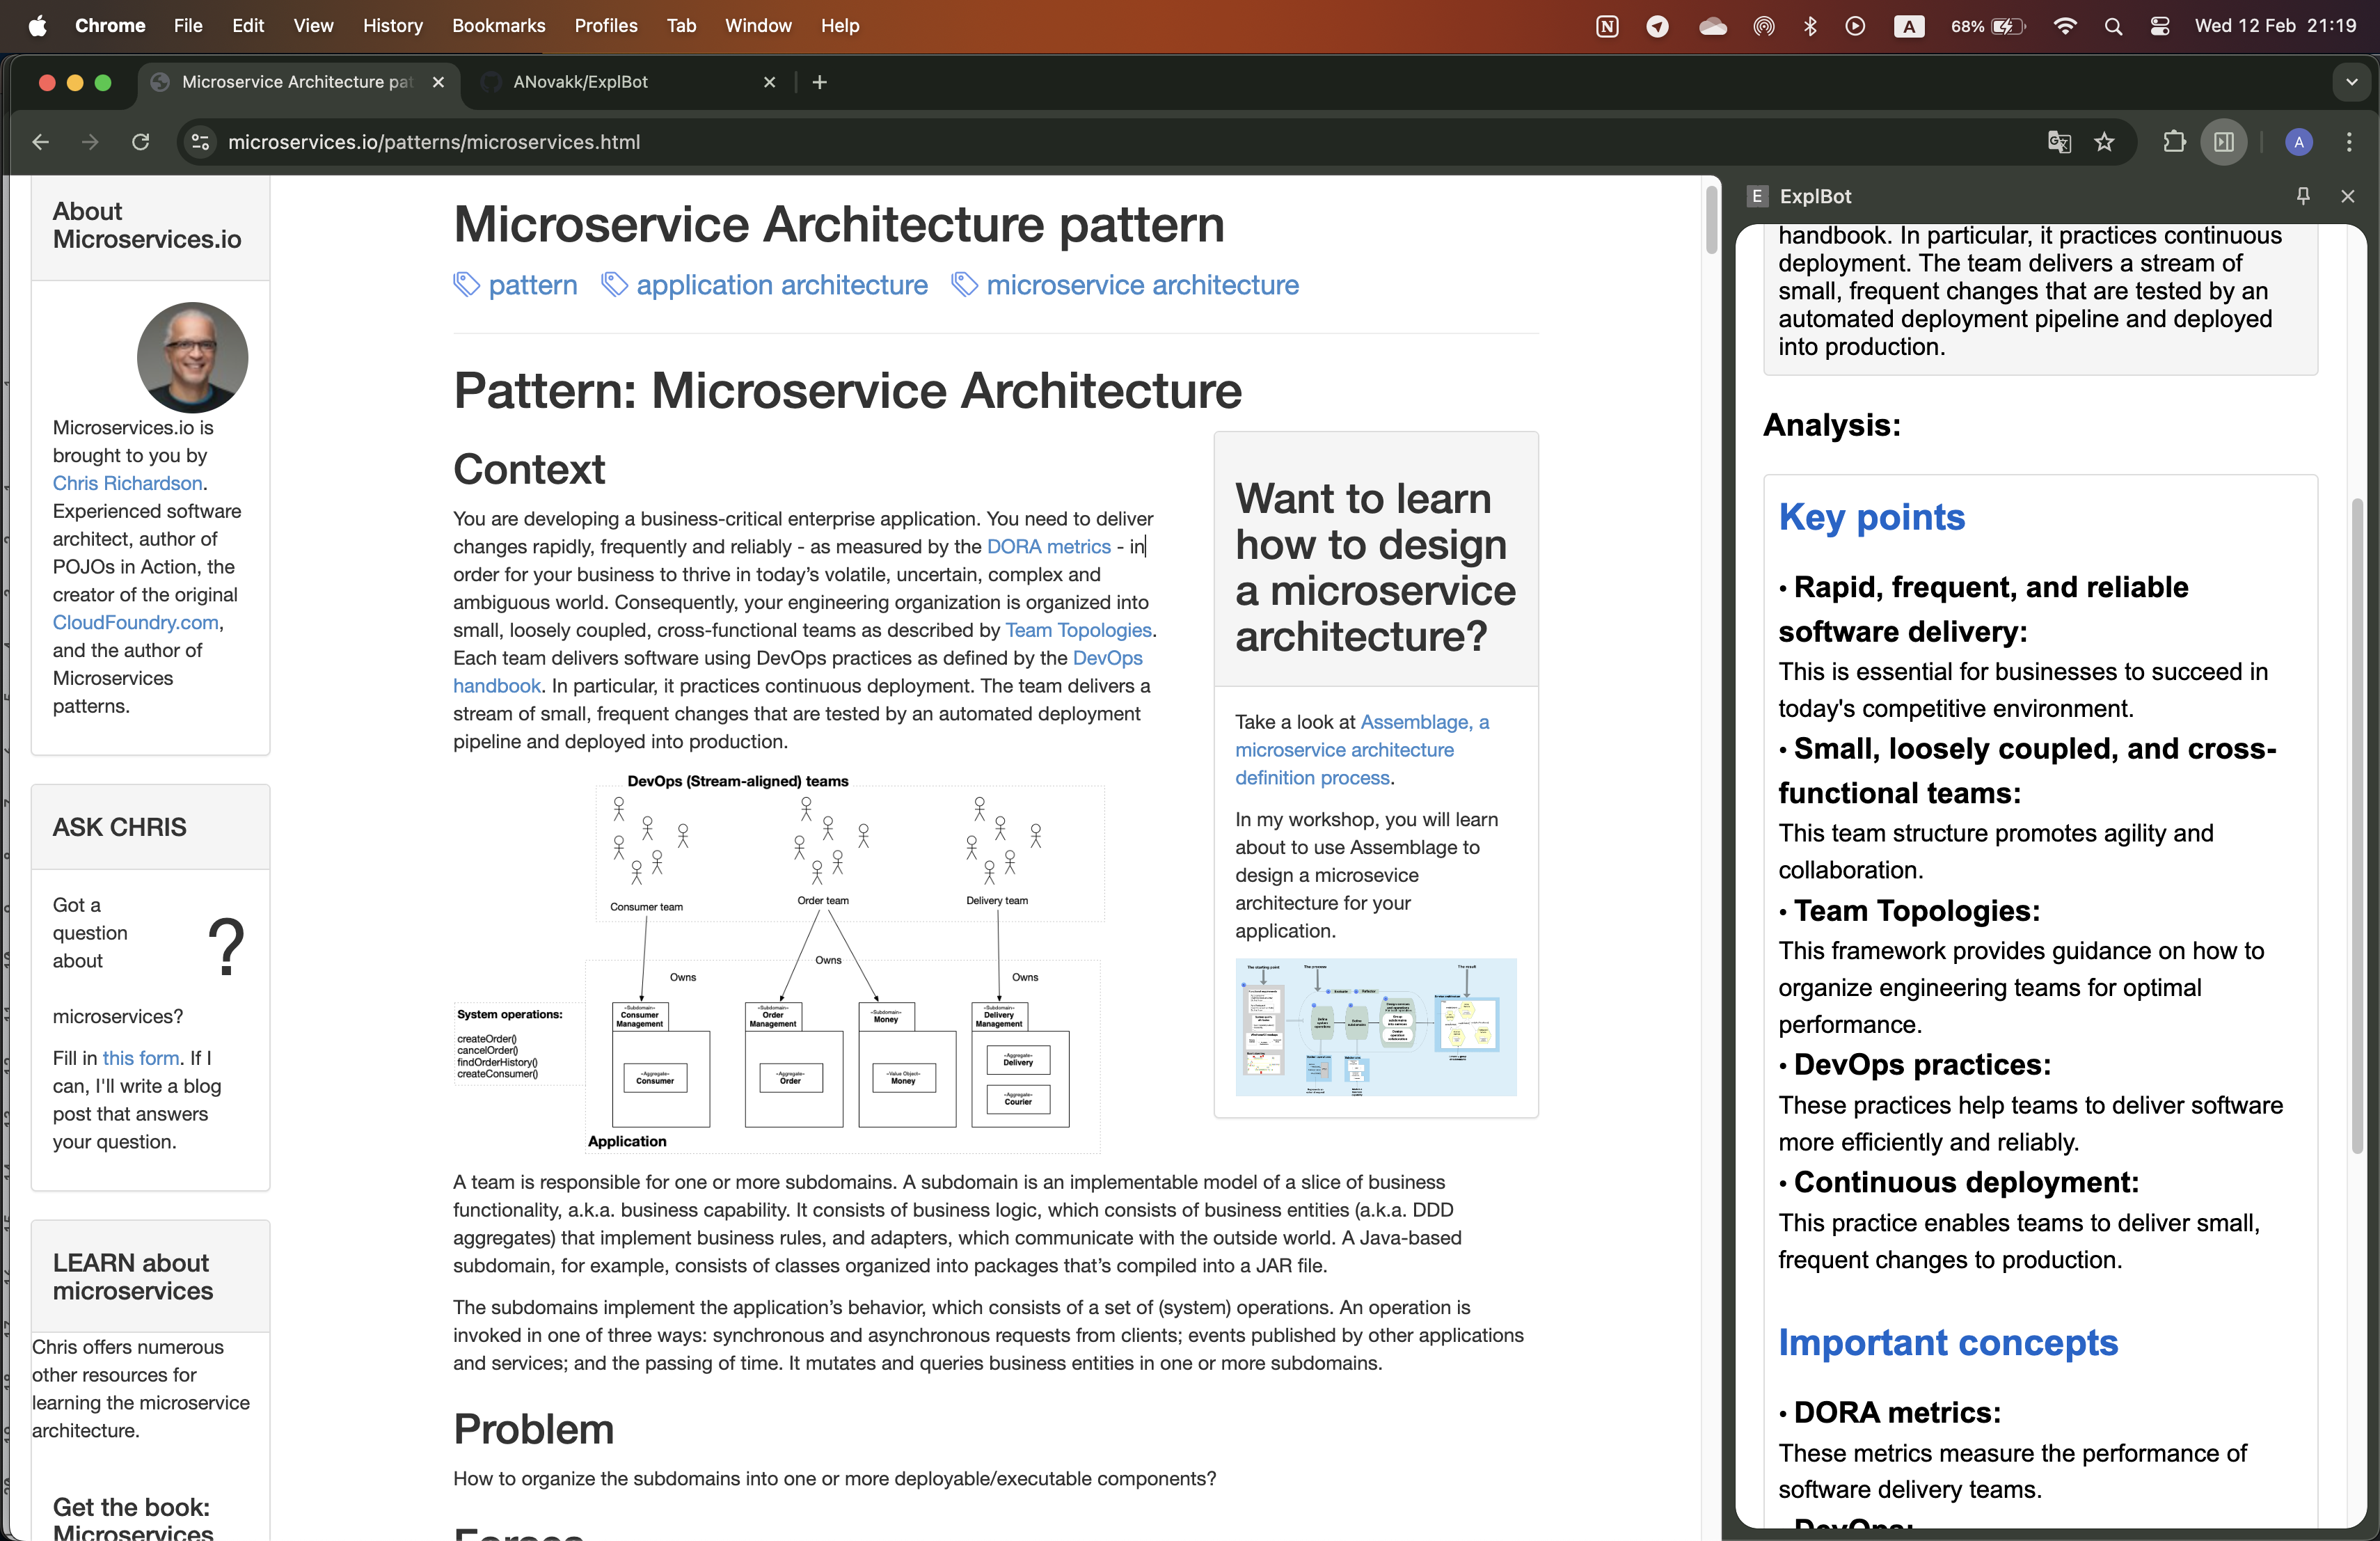 Chrome File Edit View History Bookmarks Profiles Tab Window Help
A 68% Wed 12 Feb 21:19
Microservice Architecture pat
ANovakk/ExplBot
microservices.io/patterns/microservices.html
A
About
Microservices.io
Microservices.io is
brought to you by
Chris Richardson.
Experienced software
architect, author of
POJOs in Action, the
creator of the original
CloudFoundry.com,
and the author of
Microservices
patterns.
ASK CHRIS
Got a
question
about
?
microservices?
Fill in this form. If I
can, I'll write a blog
post that answers
your question.
LEARN about
microservices
Chris offers numerous
other resources for
learning the microservice
architecture.
Get the book:
Microservices
Microservice Architecture pattern
pattern application architecture microservice architecture
Pattern: Microservice Architecture
Context
You are developing a business-critical enterprise application. You need to deliver
changes rapidly, frequently and reliably - as measured by the DORA metrics - in
order for your business to thrive in today's volatile, uncertain, complex and
ambiguous world. Consequently, your engineering organization is organized into
small, loosely coupled, cross-functional teams as described by Team Topologies.
Each team delivers software using DevOps practices as defined by the DevOps
handbook. In particular, it practices continuous deployment. The team delivers a
stream of small, frequent changes that are tested by an automated deployment
pipeline and deployed into production.
DevOps (Stream-aligned) teams
Consumer team
Order team
Delivery team
Owns
Owns
Owns
System operations:
createOrder()
cancelOrder()
findOrderHistory()
createConsumer()
«Subdomain»
Consumer
Management
«Aggregate»
Consumer
«Subdomain»
Order
Management
«Aggregate»
Order
«Subdomain»
Money
«Value Object»
Money
«Subdomain»
Delivery
Management
«Aggregate»
Delivery
«Aggregate»
Courier
Application
A team is responsible for one or more subdomains. A subdomain is an implementable model of a slice of business
functionality, a.k.a. business capability. It consists of business logic, which consists of business entities (a.k.a. DDD
aggregates) that implement business rules, and adapters, which communicate with the outside world. A Java-based
subdomain, for example, consists of classes organized into packages that's compiled into a JAR file.
The subdomains implement the application's behavior, which consists of a set of (system) operations. An operation is
invoked in one of three ways: synchronous and asynchronous requests from clients; events published by other applications
and services; and the passing of time. It mutates and queries business entities in one or more subdomains.
Problem
How to organize the subdomains into one or more deployable/executable components?
Forces
Want to learn
how to design
a microservice
architecture?
Take a look at Assemblage, a
microservice architecture
definition process.
In my workshop, you will learn
about to use Assemblage to
design a microsevice
architecture for your
application.
The starting point
The process
The result
E ExplBot
handbook. In particular, it practices continuous
deployment. The team delivers a stream of
small, frequent changes that are tested by an
automated deployment pipeline and deployed
into production.
Analysis:
Key points
• Rapid, frequent, and reliable
software delivery:
This is essential for businesses to succeed in
today's competitive environment.
• Small, loosely coupled, and cross-
functional teams:
This team structure promotes agility and
collaboration.
• Team Topologies:
This framework provides guidance on how to
organize engineering teams for optimal
performance.
• DevOps practices:
These practices help teams to deliver software
more efficiently and reliably.
• Continuous deployment:
This practice enables teams to deliver small,
frequent changes to production.
Important concepts
• DORA metrics:
These metrics measure the performance of
software delivery teams.
DevOps: